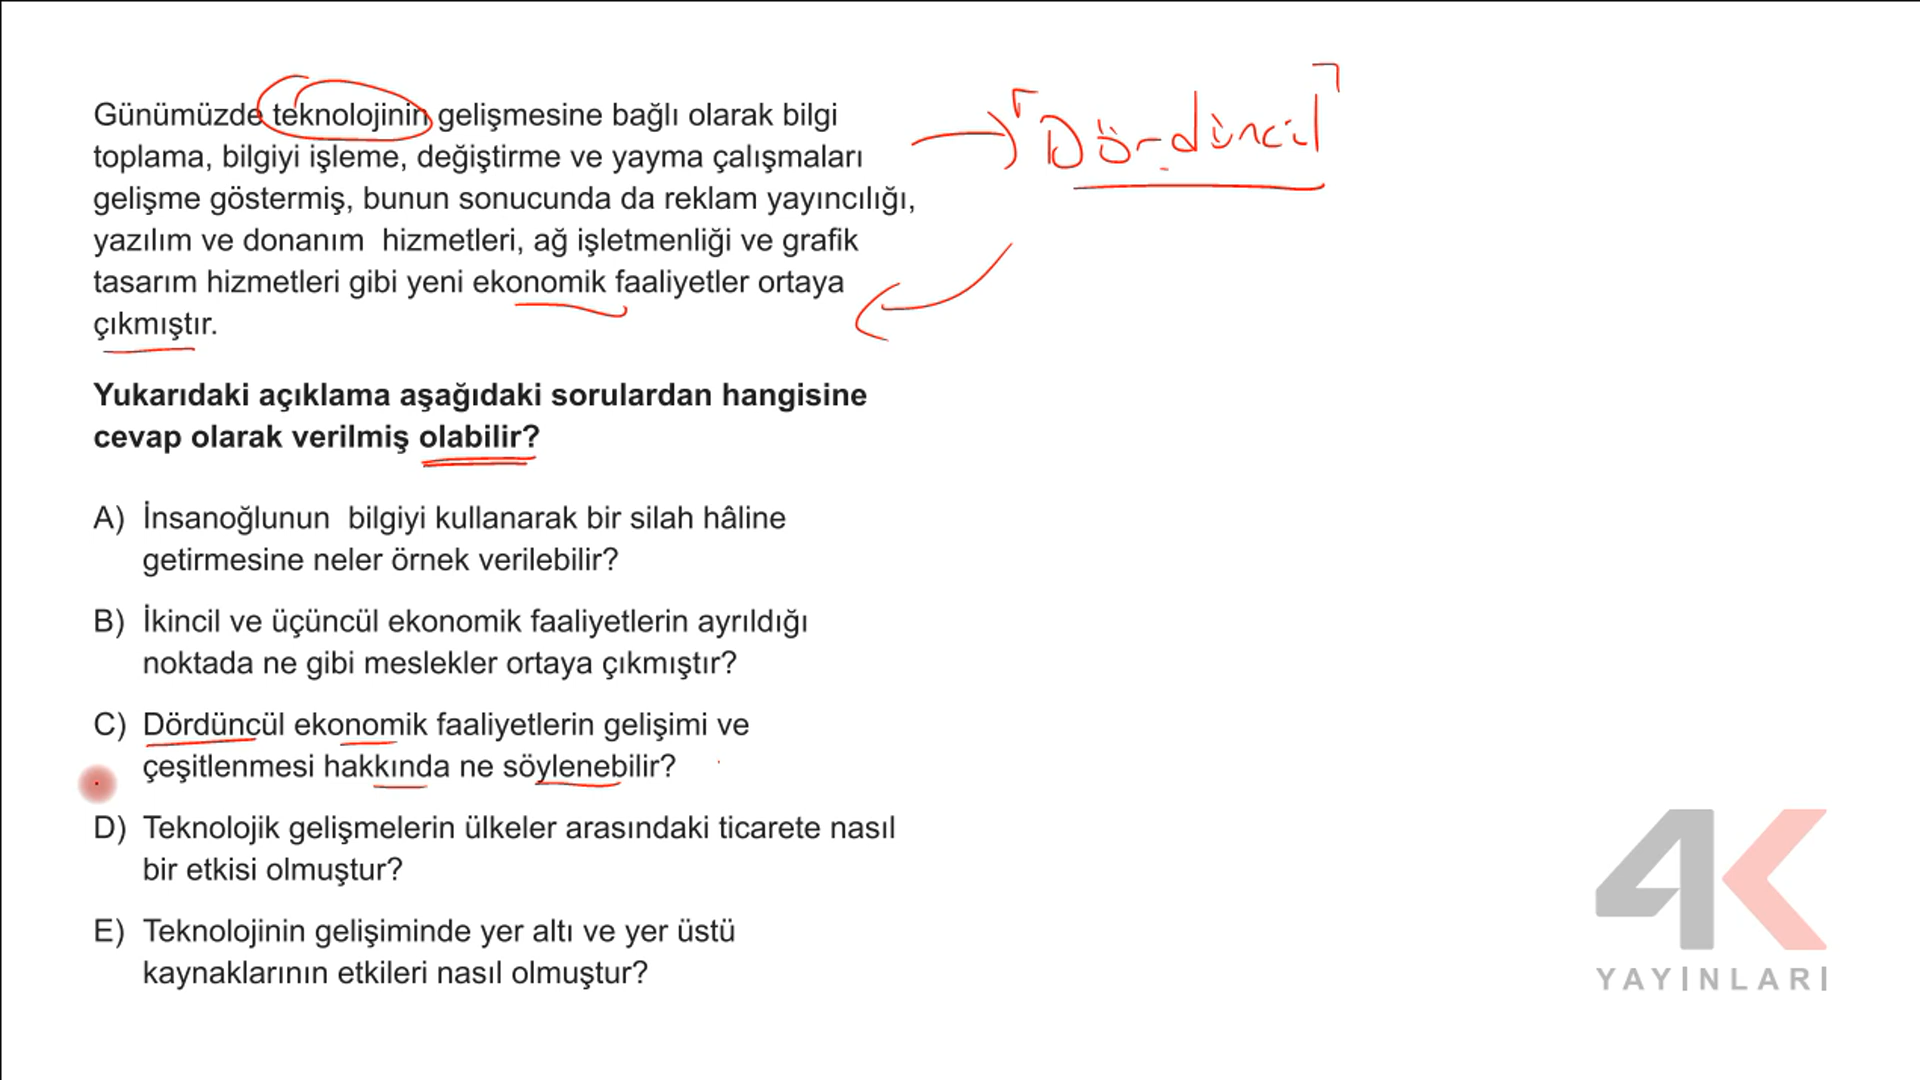 Günümüzde teknolojinin gelişmesine bağlı olarak bilgi
toplama, bilgiyi işleme, değiştirme ve yayma çalışmaları
gelişme göstermiş, bunun sonucunda da reklam yayıncılığı,
yazılım ve donanım hizmetleri, ağ işletmenliği ve grafik
tasarım hizmetleri gibi yeni ekonomik faaliyetler ortaya
çıkmıştır.
Dördüncül
Yukarıdaki açıklama aşağıdaki sorulardan hangisine
cevap olarak verilmiş olabilir?
A) İnsanoğlunun bilgiyi kullanarak bir silah hâline
getirmesine neler örnek verilebilir?
B) İkincil ve üçüncül ekonomik faaliyetlerin ayrıldığı
noktada ne gibi meslekler ortaya çıkmıştır?
C) Dördüncül ekonomik faaliyetlerin gelişimi ve
çeşitlenmesi hakkında ne söylenebilir?
D) Teknolojik gelişmelerin ülkeler arasındaki ticarete nasıl
bir etkisi olmuştur?
E) Teknolojinin gelişiminde yer altı ve yer üstü
kaynaklarının etkileri nasıl olmuştur?
4K
YAYINLARI